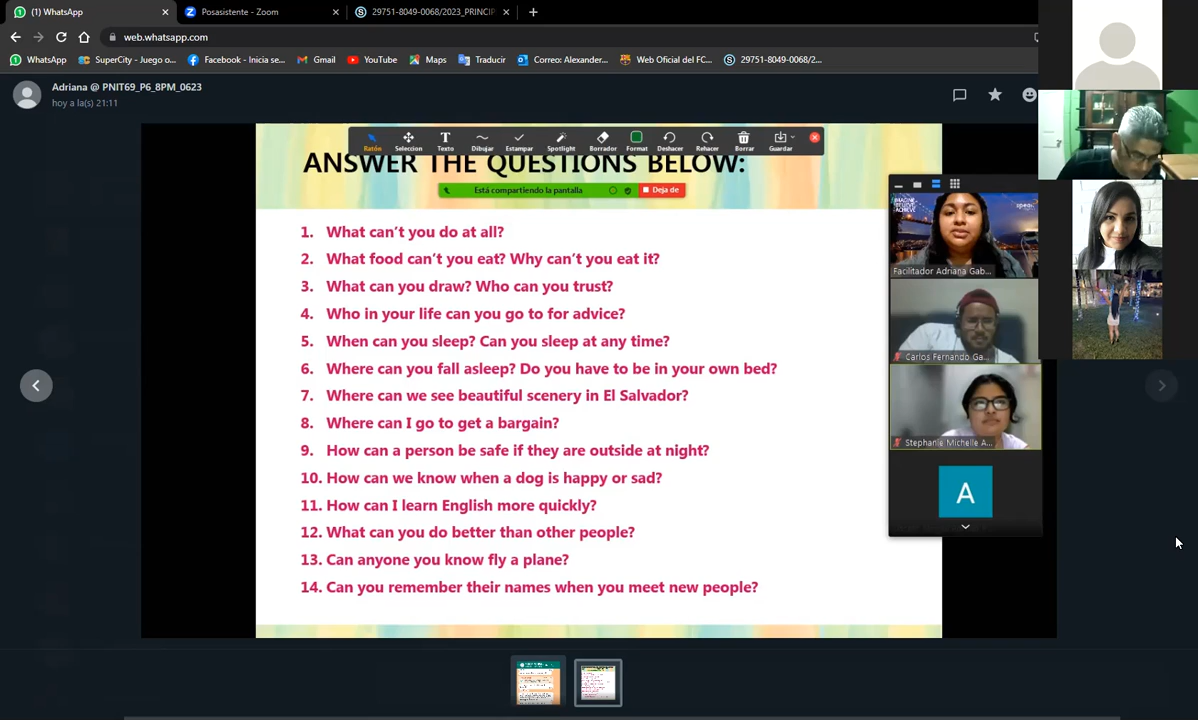 (1) WhatsApp
Posasistente - Zoom
29751-8049-0068/2023_PRINCIP
web.whatsapp.com
WhatsApp
SuperCity - Juego o...
Facebook - Inicia se...
Gmail
YouTube
Maps
Traducir
Correo: Alexander...
Web Oficial del FC...
29751-8049-0068/2...
Adriana @ PNIT69_P6_8PM_0623
hoy a la(s) 21:11
Ratón
Seleccion
Texto
Dibujar
Estampar
Spotlight
Borrador
Format
Deshacer
Rehacer
Borrar
Guardar
ANSWER THE QUESTIONS BELOW:
Está compartiendo la pantalla
Deja de
1. What can't you do at all?
2. What food can't you eat? Why can't you eat it?
3. What can you draw? Who can you trust?
4. Who in your life can you go to for advice?
5. When can you sleep? Can you sleep at any time?
6. Where can you fall asleep? Do you have to be in your own bed?
7. Where can we see beautiful scenery in El Salvador?
8. Where can I go to get a bargain?
9. How can a person be safe if they are outside at night?
10. How can we know when a dog is happy or sad?
11. How can I learn English more quickly?
12. What can you do better than other people?
13. Can anyone you know fly a plane?
14. Can you remember their names when you meet new people?
Facilitador Adriana Gab...
Carlos Fernando Ga...
Stephanie Michelle A...
A